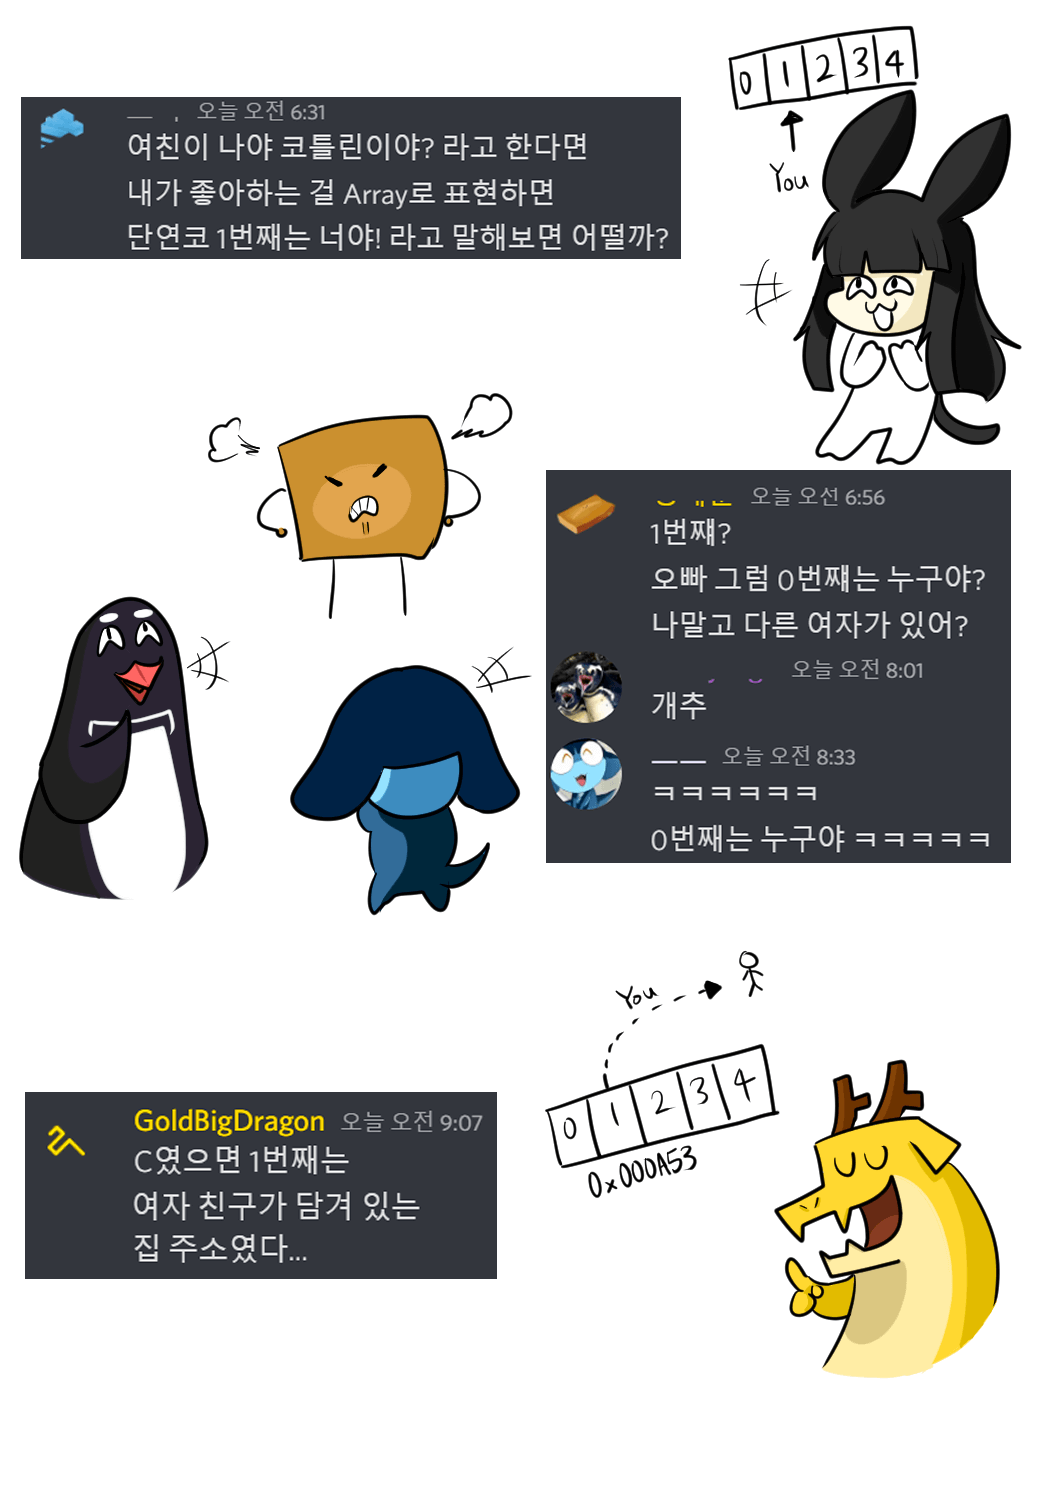 0 1 2 3 4
You
오늘 오전 6:31
여친이 나야 코틀린이야? 라고 한다면
내가 좋아하는 걸 Array로 표현하면
단연코 1번째는 너야! 라고 말해보면 어떨까?
오늘 오전 6:56
1번째?
오빠 그럼 0번쨰는 누구야?
나말고 다른 여자가 있어?
오늘 오전 8:01
개추
오늘 오전 8:33
ㅋㅋㅋㅋㅋㅋ
0번째는 누구야 ㅋㅋㅋㅋㅋ
You
0 1 2 3 4
0x000A53
GoldBigDragon 오늘 오전 9:07
C였으면 1번째는
여자 친구가 담겨 있는
집 주소였다...